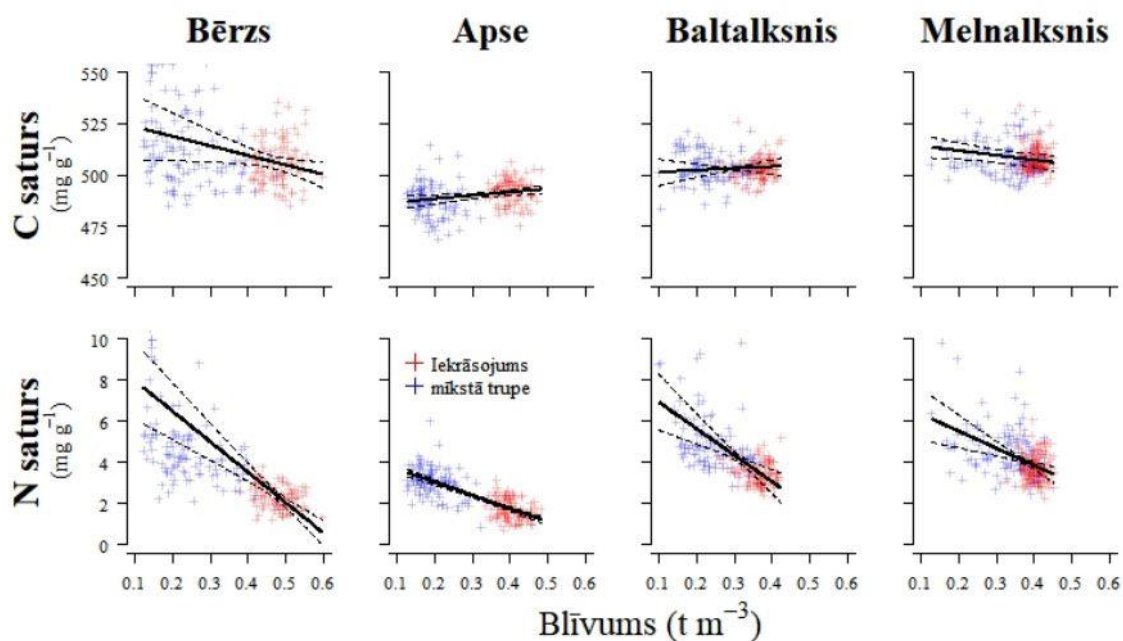 Bērzs Apse Baltalksnis Melnalksnis
C saturs
(mg g⁻¹)
550
525
500
475
450
N saturs
(mg g⁻¹)
10
8
6
4
2
0
Iekrāsojums
mīkstā trupe
0.1 0.2 0.3 0.4 0.5 0.6 0.1 0.2 0.3 0.4 0.5 0.6 0.1 0.2 0.3 0.4 0.5 0.6 0.1 0.2 0.3 0.4 0.5 0.6
Blīvums (t m⁻³)